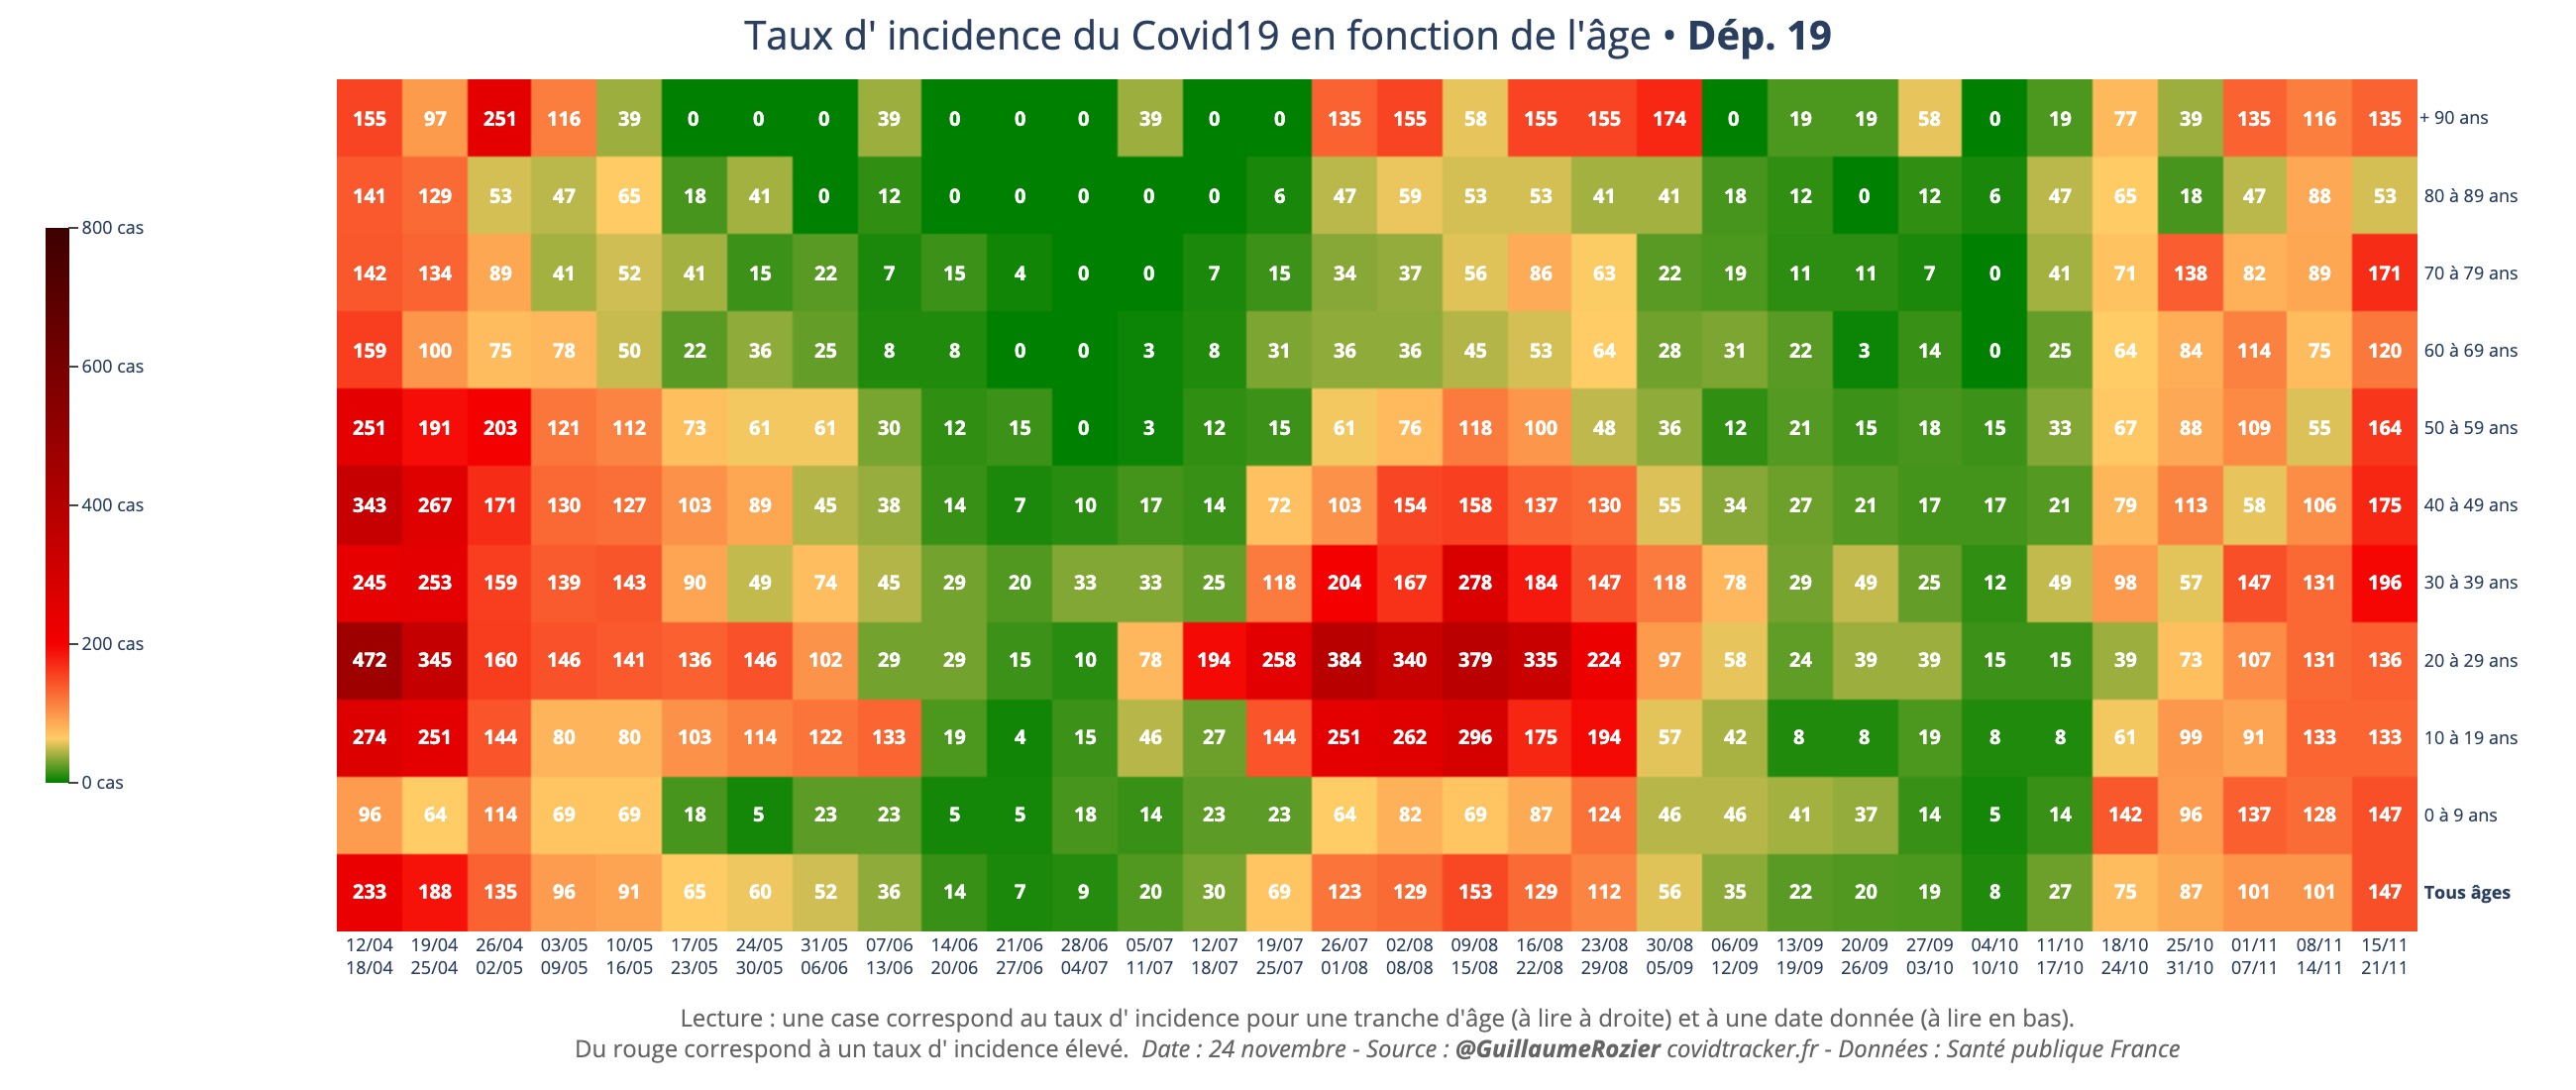 Taux d' incidence du Covid19 en fonction de l'âge • Dép. 19
155 97 251 116 39 0 0 0 39 0 0 0 39 0 0 135 155 58 155 155 174 0 19 19 58 0 19 77 39 135 116 135 + 90 ans
141 129 53 47 65 18 41 0 12 0 0 0 0 0 6 47 59 53 53 41 41 18 12 0 12 6 47 65 18 47 88 53 80 à 89 ans
800 cas
142 134 89 41 52 41 15 22 7 15 4 0 0 7 15 34 37 56 86 63 22 19 11 11 7 0 41 71 138 82 89 171 70 à 79 ans
159 100 75 78 50 22 36 25 8 8 0 0 3 8 31 36 36 45 53 64 28 31 22 3 14 0 25 64 84 114 75 120 60 à 69 ans
600 cas
251 191 203 121 112 73 61 61 30 12 15 0 3 12 15 61 76 118 100 48 36 12 21 15 18 15 33 67 88 109 55 164 50 à 59 ans
400 cas
343 267 171 130 127 103 89 45 38 14 7 10 17 14 72 103 154 158 137 130 55 34 27 21 17 17 21 79 113 58 106 175 40 à 49 ans
245 253 159 139 143 90 49 74 45 29 20 33 33 25 118 204 167 278 184 147 118 78 29 49 25 12 49 98 57 147 131 196 30 à 39 ans
200 cas
472 345 160 146 141 136 146 102 29 29 15 10 78 194 258 384 340 379 335 224 97 58 24 39 39 15 15 39 73 107 131 136 20 à 29 ans
274 251 144 80 80 103 114 122 133 19 4 15 46 27 144 251 262 296 175 194 57 42 8 8 19 8 8 61 99 91 133 133 10 à 19 ans
0 cas
96 64 114 69 69 18 5 23 23 5 5 18 14 23 23 64 82 69 87 124 46 46 41 37 14 5 14 142 96 137 128 147 0 à 9 ans
233 188 135 96 91 65 60 52 36 14 7 9 20 30 69 123 129 153 129 112 56 35 22 20 19 8 27 75 87 101 101 147 Tous âges
12/04 19/04 26/04 03/05 10/05 17/05 24/05 31/05 07/06 14/06 21/06 28/06 05/07 12/07 19/07 26/07 02/08 09/08 16/08 23/08 30/08 06/09 13/09 20/09 27/09 04/10 11/10 18/10 25/10 01/11 08/11 15/11
18/04 25/04 02/05 09/05 16/05 23/05 30/05 06/06 13/06 20/06 27/06 04/07 11/07 18/07 25/07 01/08 08/08 15/08 22/08 29/08 05/09 12/09 19/09 26/09 03/10 10/10 17/10 24/10 31/10 07/11 14/11 21/11
Lecture : une case correspond au taux d' incidence pour une tranche d'âge (à lire à droite) et à une date donnée (à lire en bas).
Du rouge correspond à un taux d' incidence élevé. Date : 24 novembre - Source : @GuillaumeRozier covidtracker.fr - Données : Santé publique France